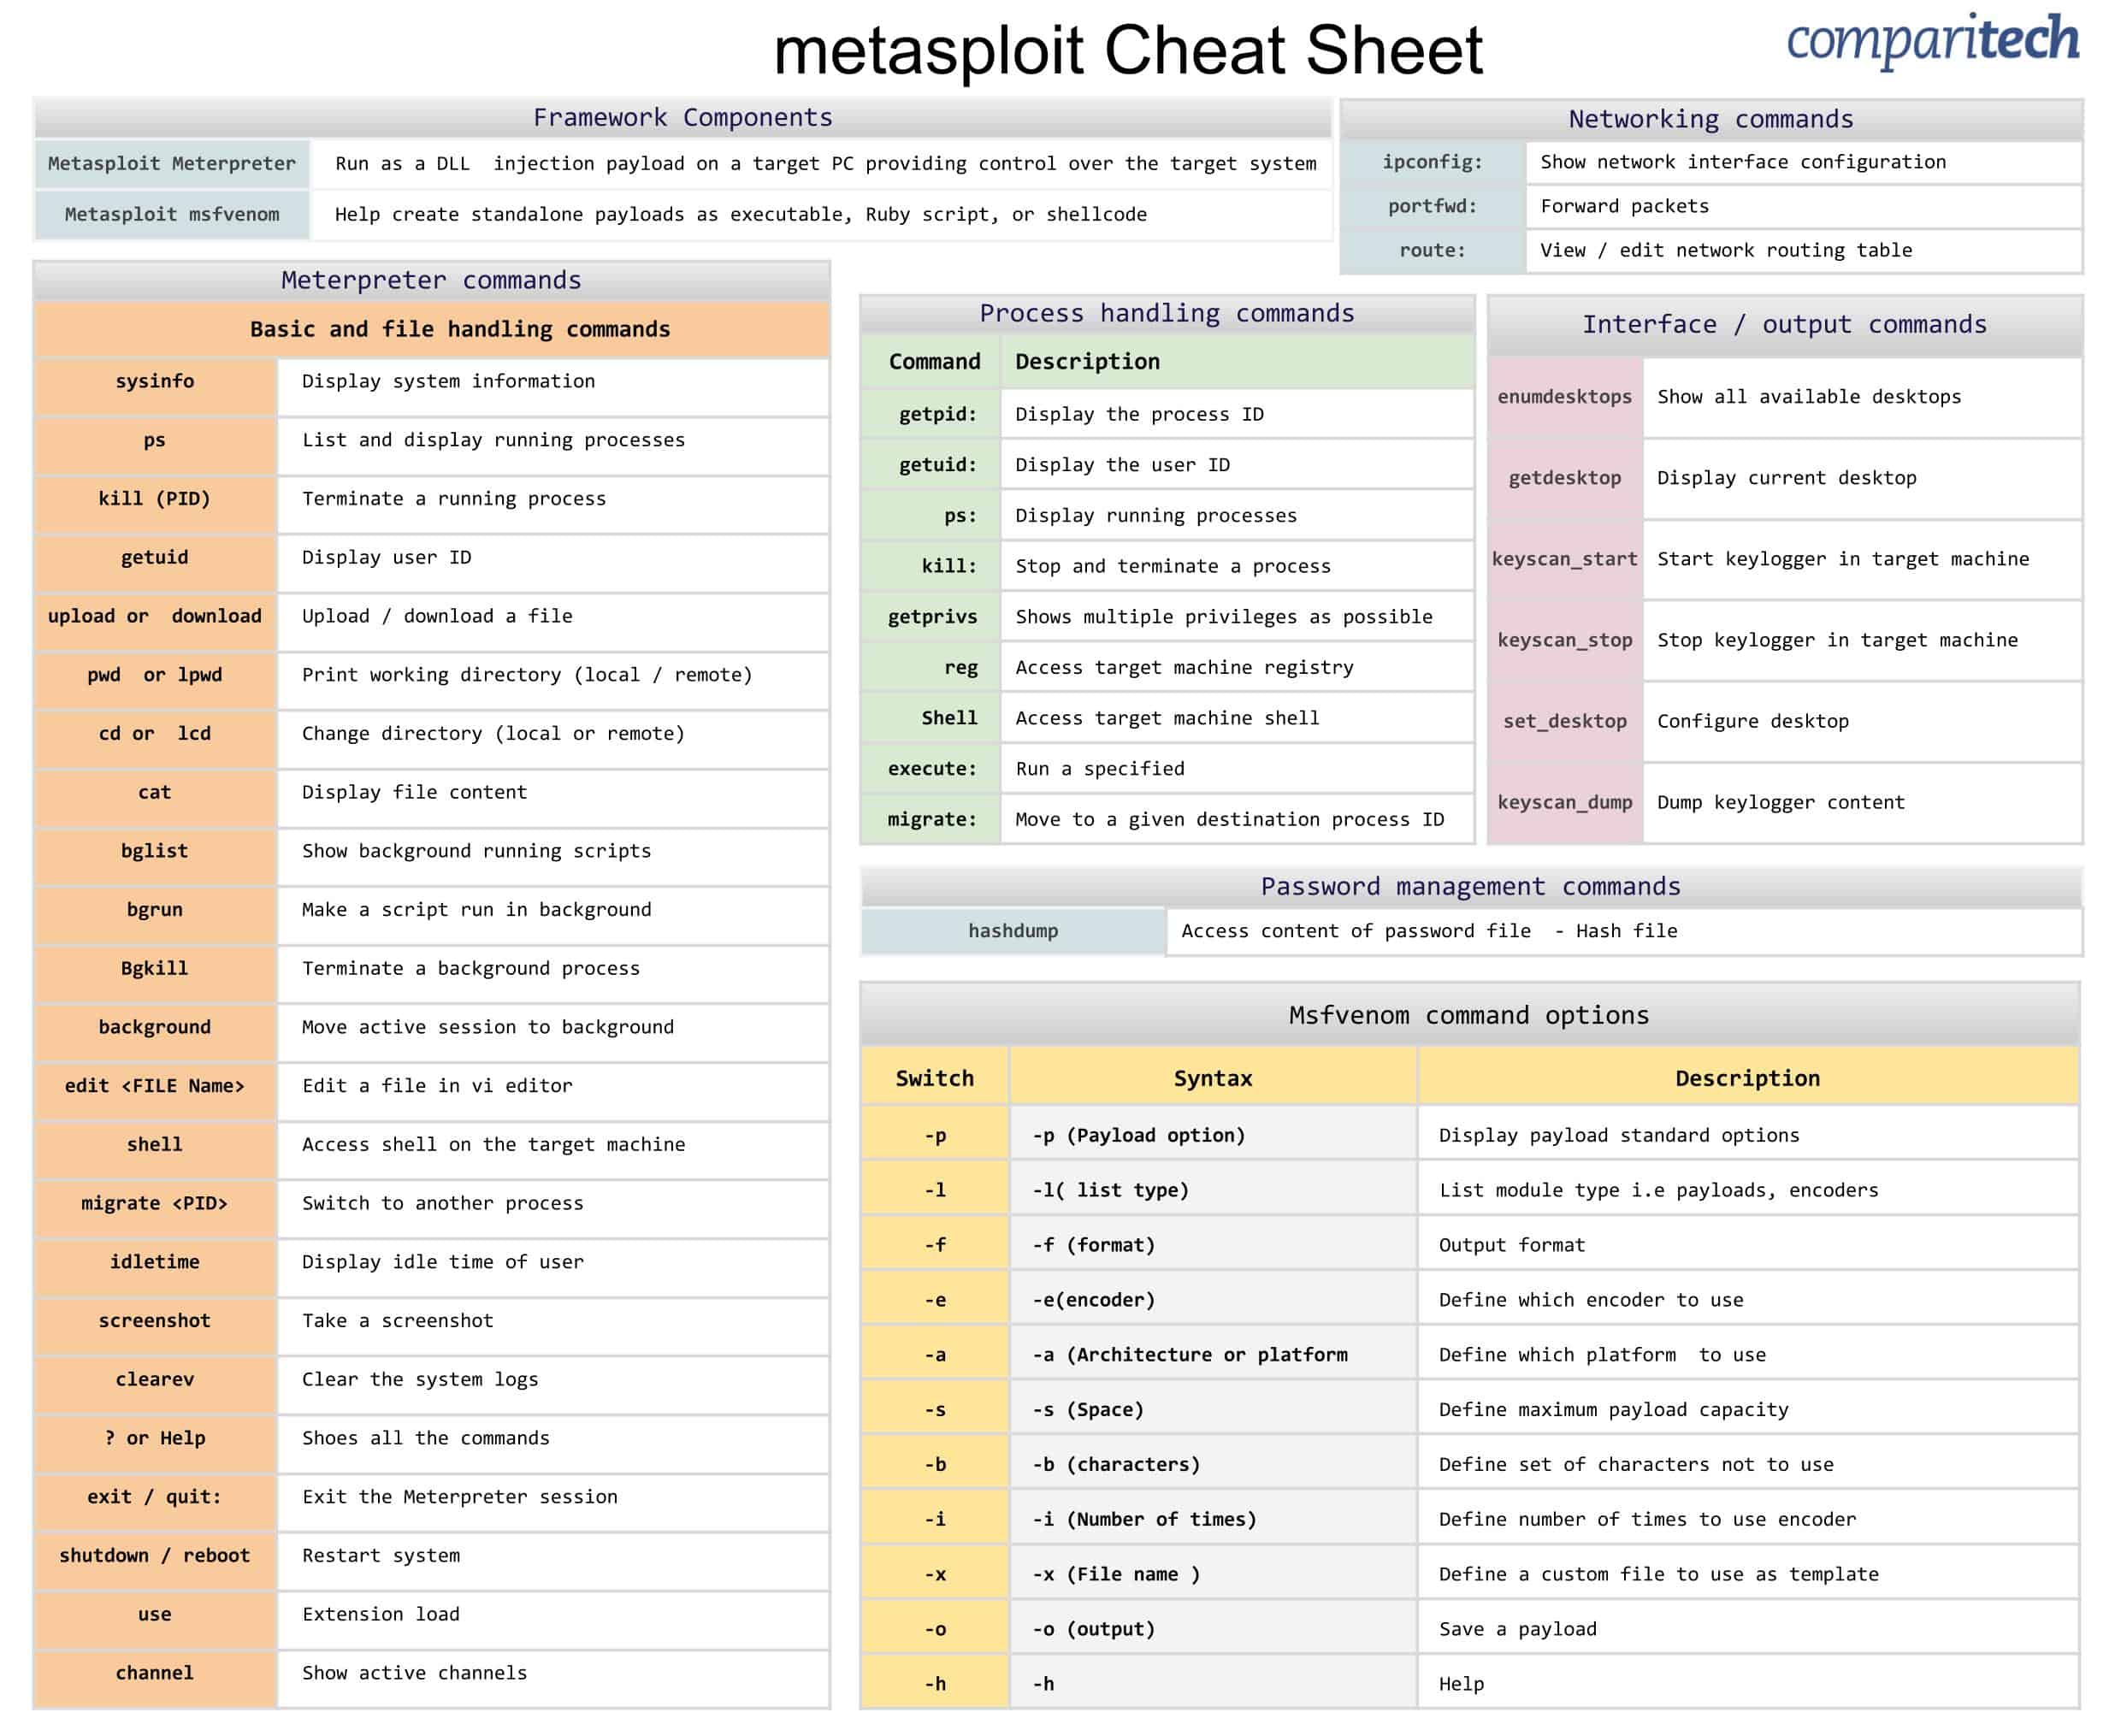 metasploit Cheat Sheet
comparitech
Framework Components
Metasploit Meterpreter Run as a DLL injection payload on a target PC providing control over the target system
Metasploit msfvenom Help create standalone payloads as executable, Ruby script, or shellcode
Networking commands
ipconfig: Show network interface configuration
portfwd: Forward packets
route: View / edit network routing table
Meterpreter commands
Basic and file handling commands
sysinfo Display system information
ps List and display running processes
kill (PID) Terminate a running process
getuid Display user ID
upload or download Upload / download a file
pwd or lpwd Print working directory (local / remote)
cd or lcd Change directory (local or remote)
cat Display file content
bglist Show background running scripts
bgrun Make a script run in background
Bgkill Terminate a background process
background Move active session to background
edit <FILE Name> Edit a file in vi editor
shell Access shell on the target machine
migrate <PID> Switch to another process
idletime Display idle time of user
screenshot Take a screenshot
clearev Clear the system logs
? or Help Shoes all the commands
exit / quit: Exit the Meterpreter session
shutdown / reboot Restart system
use Extension load
channel Show active channels
Process handling commands
Command Description
getpid: Display the process ID
getuid: Display the user ID
ps: Display running processes
kill: Stop and terminate a process
getprivs Shows multiple privileges as possible
reg Access target machine registry
Shell Access target machine shell
execute: Run a specified
migrate: Move to a given destination process ID
Interface / output commands
enumdesktops Show all available desktops
getdesktop Display current desktop
keyscan_start Start keylogger in target machine
keyscan_stop Stop keylogger in target machine
set_desktop Configure desktop
keyscan_dump Dump keylogger content
Password management commands
hashdump Access content of password file - Hash file
Msfvenom command options
Switch Syntax Description
-p -p (Payload option) Display payload standard options
-l -l( list type) List module type i.e payloads, encoders
-f -f (format) Output format
-e -e(encoder) Define which encoder to use
-a -a (Architecture or platform Define which platform to use
-s -s (Space) Define maximum payload capacity
-b -b (characters) Define set of characters not to use
-i -i (Number of times) Define number of times to use encoder
-x -x (File name ) Define a custom file to use as template
-o -o (output) Save a payload
-h -h Help